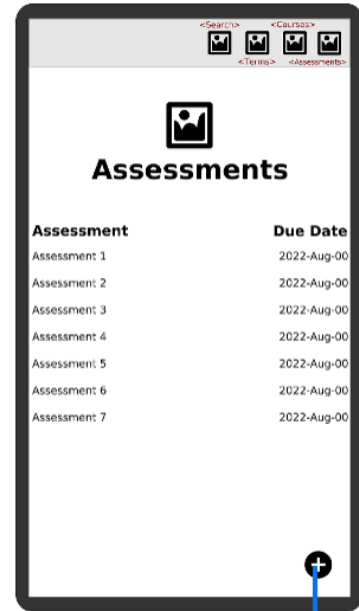 <Search> <Courses>
<Terms> <Assessments>
Assessments
Assessment Due Date
Assessment 1 2022-Aug-00
Assessment 2 2022-Aug-00
Assessment 3 2022-Aug-00
Assessment 4 2022-Aug-00
Assessment 5 2022-Aug-00
Assessment 6 2022-Aug-00
Assessment 7 2022-Aug-00